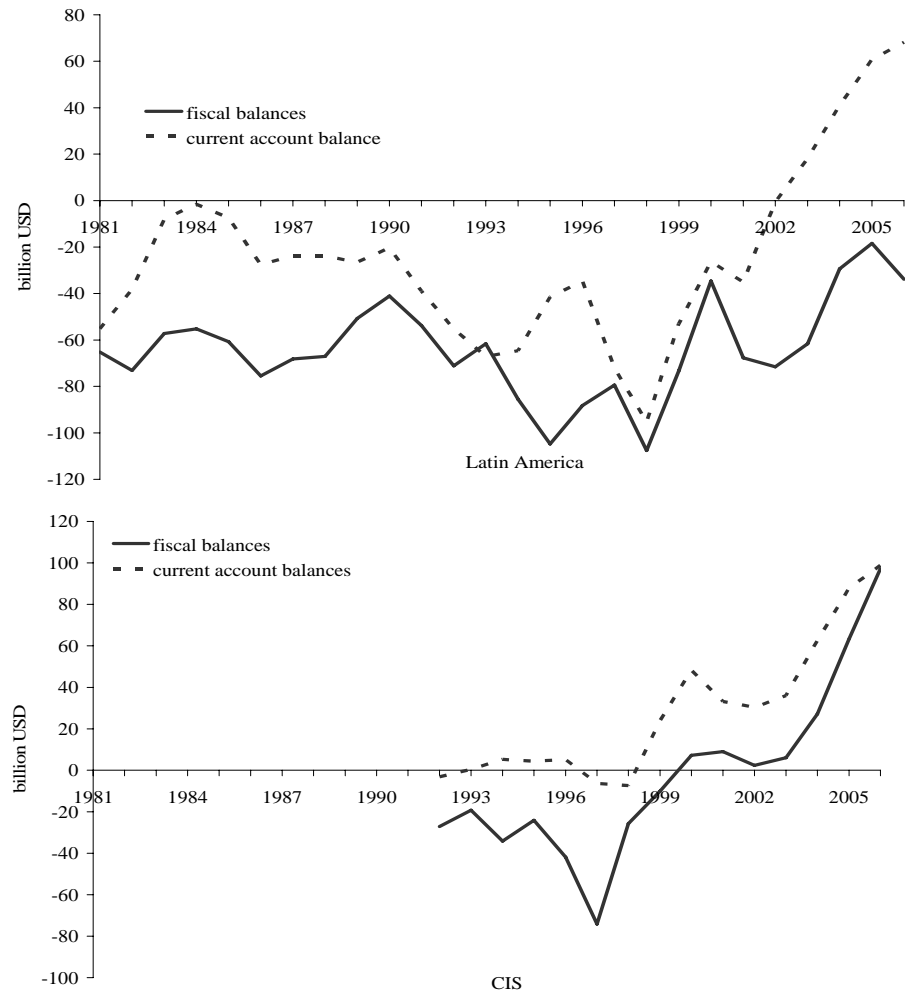 80
60
40
20
0
-20
-40
-60
-80
-100
-120
billion USD
fiscal balances
current account balance
1981 1984 1987 1990 1993 1996 1999 2002 2005
Latin America
120
100
80
60
40
20
0
-20
-40
-60
-80
-100
billion USD
fiscal balances
current account balances
1981 1984 1987 1990 1993 1996 1999 2002 2005
CIS